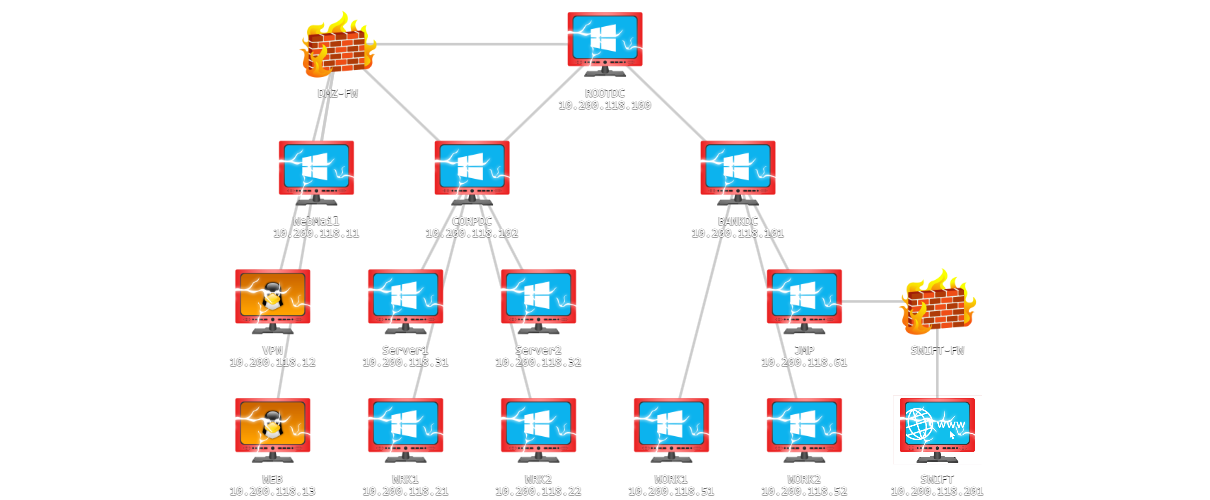 DMZ-FW
ROOTDC
10.200.118.100
WebMail
10.200.118.11
CORPDC
10.200.118.102
BANKDC
10.200.118.101
VPN
10.200.118.12
Server1
10.200.118.31
Server2
10.200.118.32
JMP
10.200.118.61
SWIFT-FW
www
WEB
10.200.118.13
WRK1
10.200.118.21
WRK2
10.200.118.22
WORK1
10.200.118.51
WORK2
10.200.118.52
SWIFT
10.200.118.201